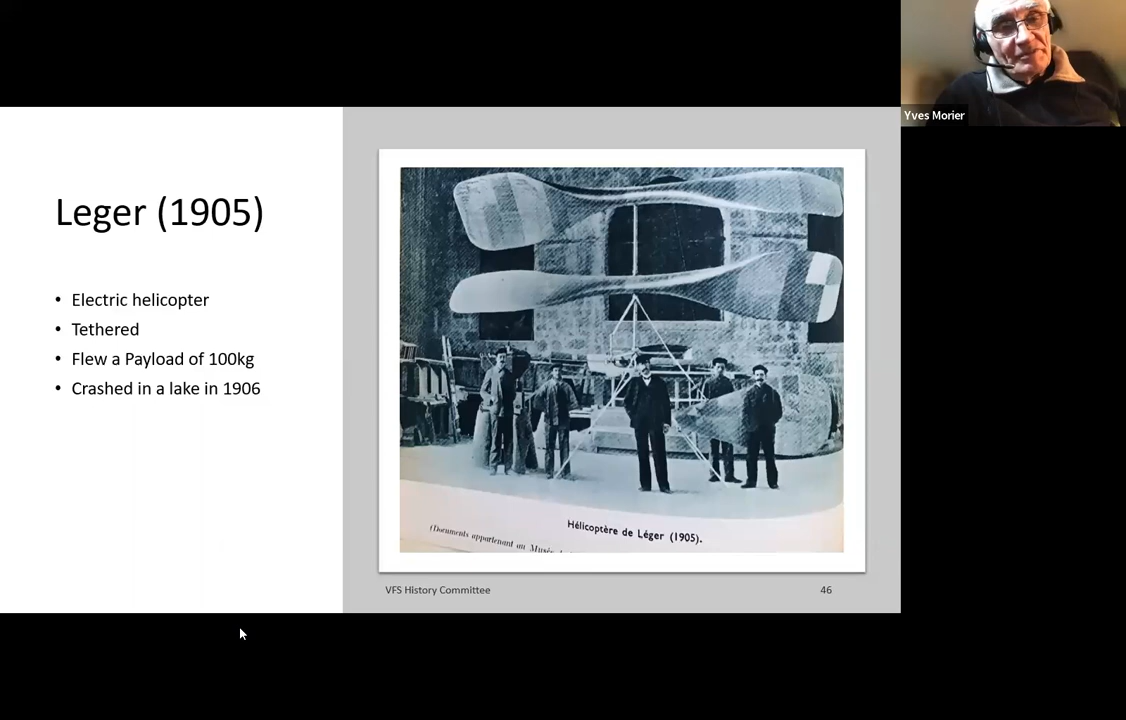 Yves Morier
Leger (1905)
• Electric helicopter
• Tethered
• Flew a Payload of 100kg
• Crashed in a lake in 1906
Hélicoptère de Léger (1905).
(Documents appartenant au Musée
VFS History Committee
46